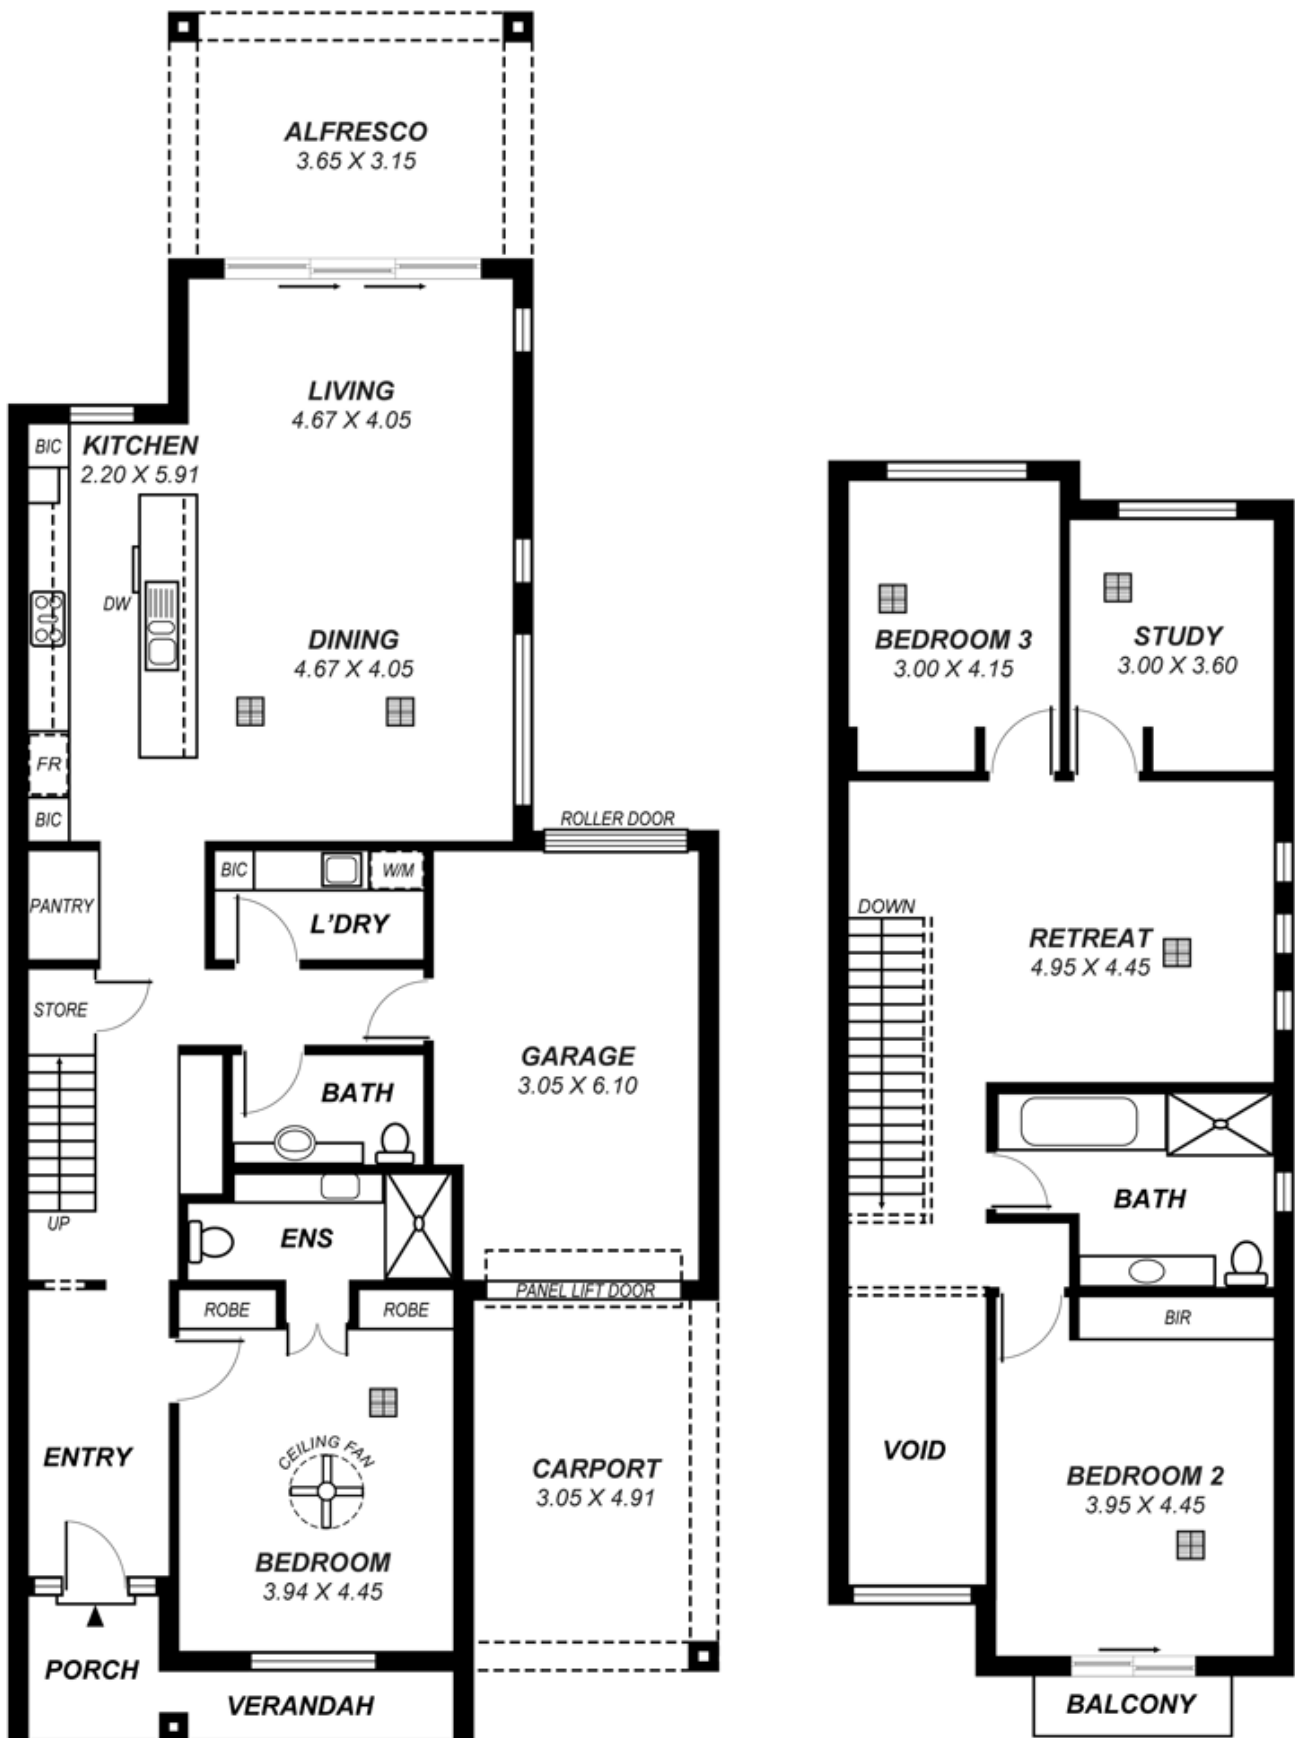 ALFRESCO
3.65 X 3.15
LIVING
4.67 X 4.05
BIC
KITCHEN
2.20 X 5.91
DW
DINING
4.67 X 4.05
FR
BIC
ROLLER DOOR
PANTRY
BIC
W/M
L'DRY
STORE
GARAGE
3.05 X 6.10
BATH
UP
ENS
PANEL LIFT DOOR
ROBE
ROBE
ENTRY
CEILING FAN
CARPORT
3.05 X 4.91
BEDROOM
3.94 X 4.45
PORCH
VERANDAH
BEDROOM 3
3.00 X 4.15
STUDY
3.00 X 3.60
DOWN
RETREAT
4.95 X 4.45
BATH
BIR
VOID
BEDROOM 2
3.95 X 4.45
BALCONY